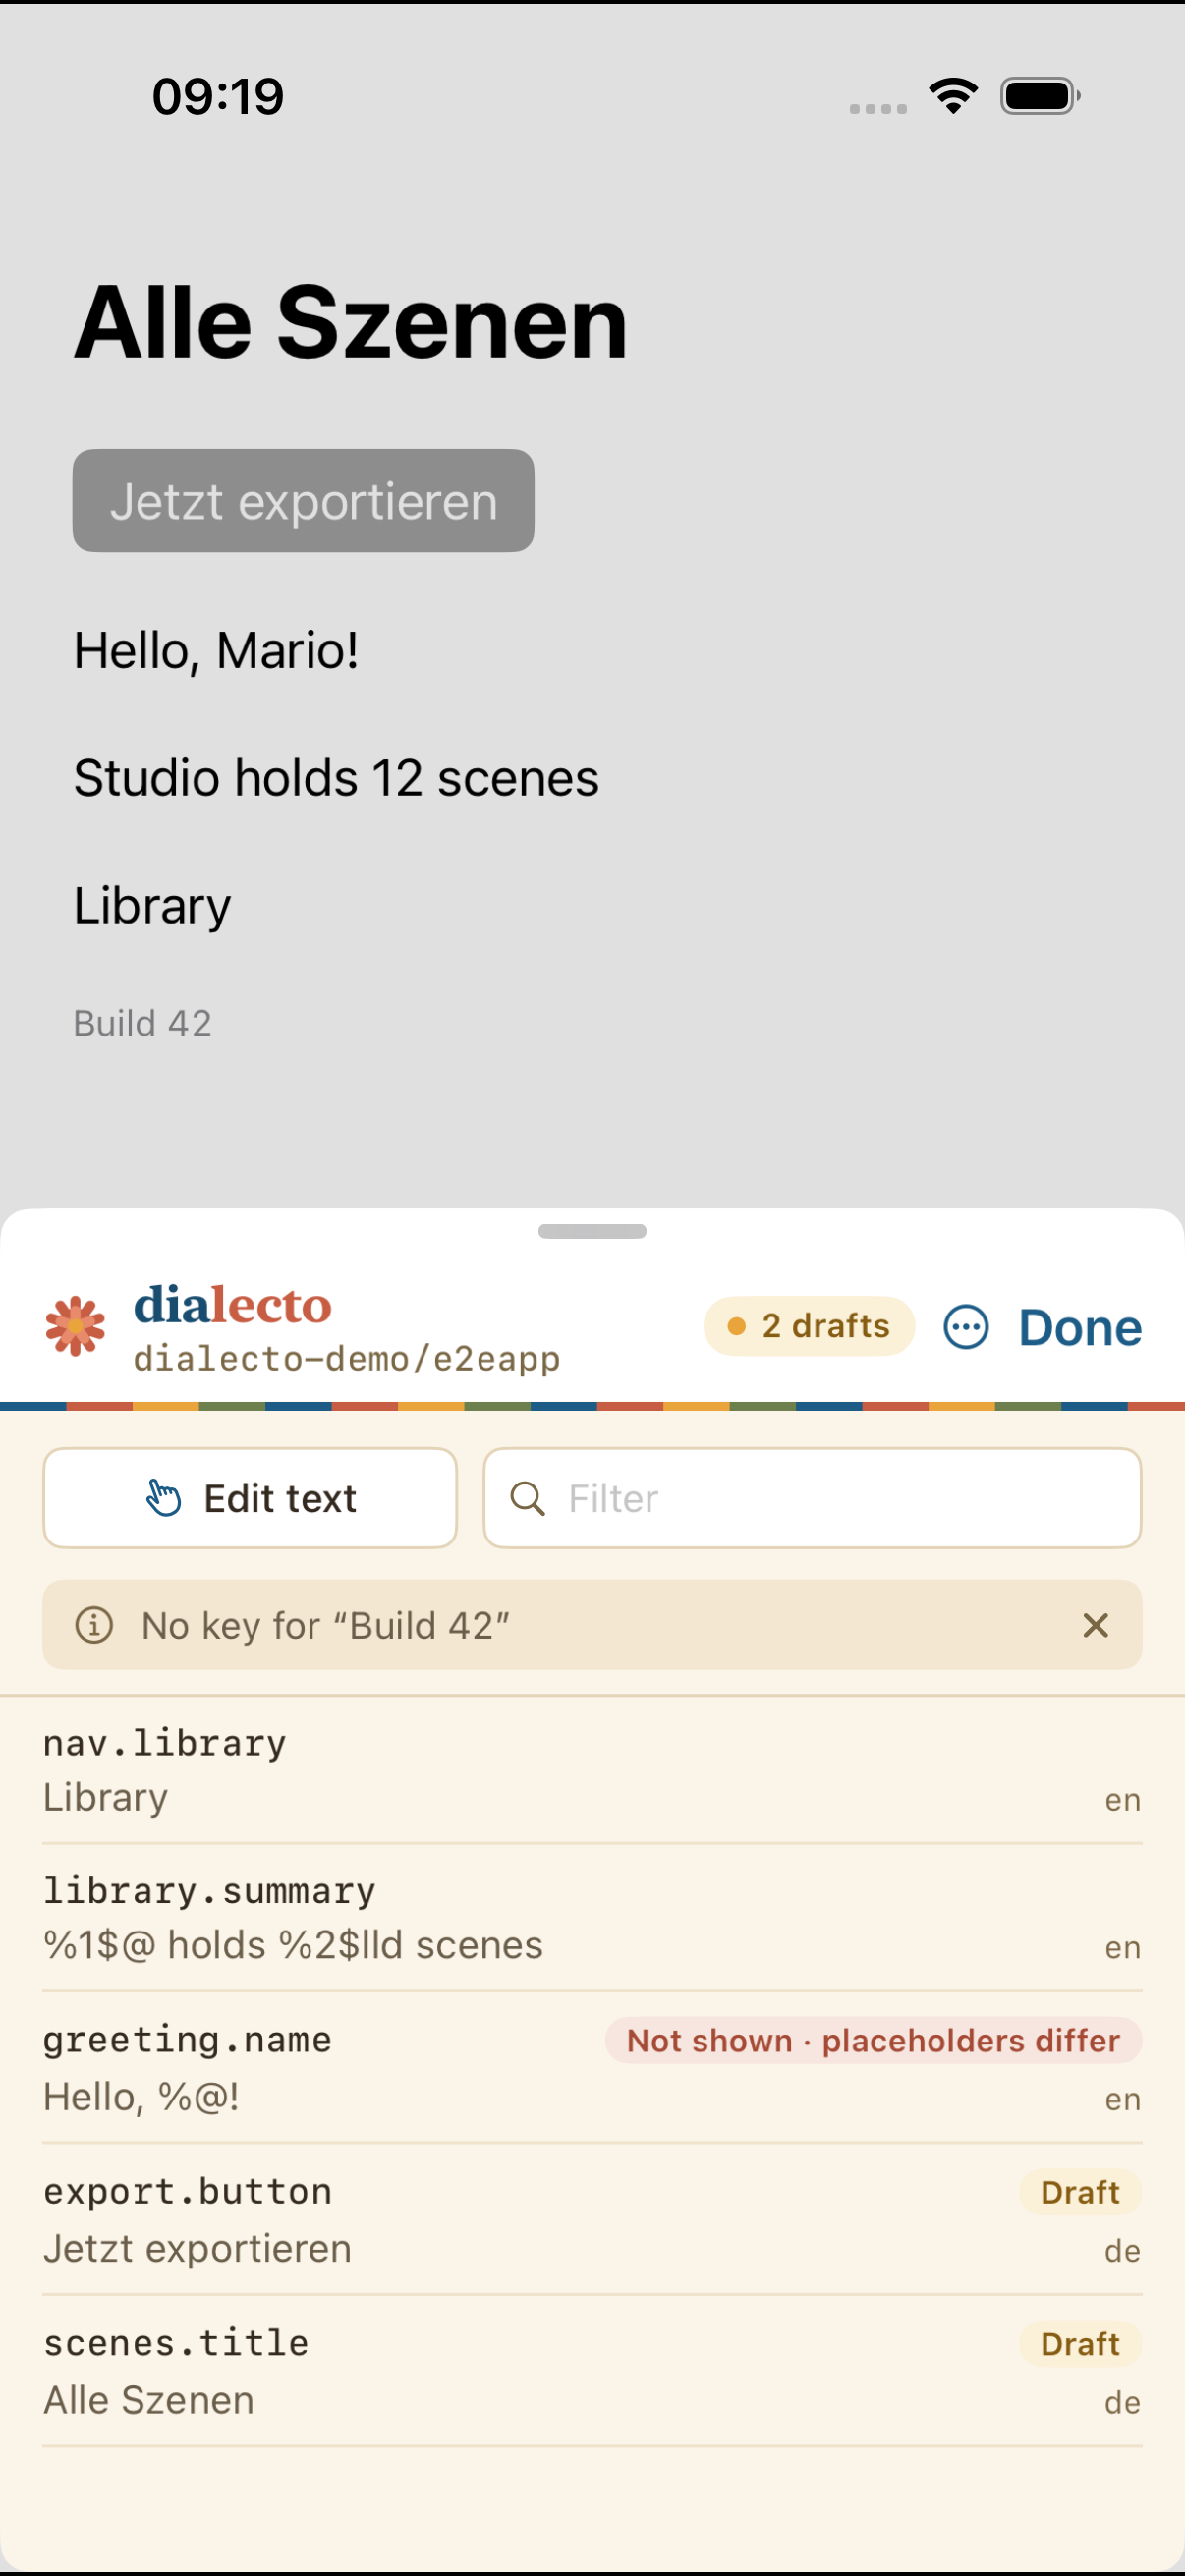 09:19
Alle Szenen
Jetzt exportieren
Hello, Mario!
Studio holds 12 scenes
Library
Build 42
dialecto
dialecto-demo/e2eapp
2 drafts
Done
Edit text
Filter
No key for “Build 42”
nav.library
Library
en
library.summary
%1$@ holds %2$lld scenes
en
greeting.name
Not shown · placeholders differ
Hello, %@!
en
export.button
Draft
Jetzt exportieren
de
scenes.title
Draft
Alle Szenen
de